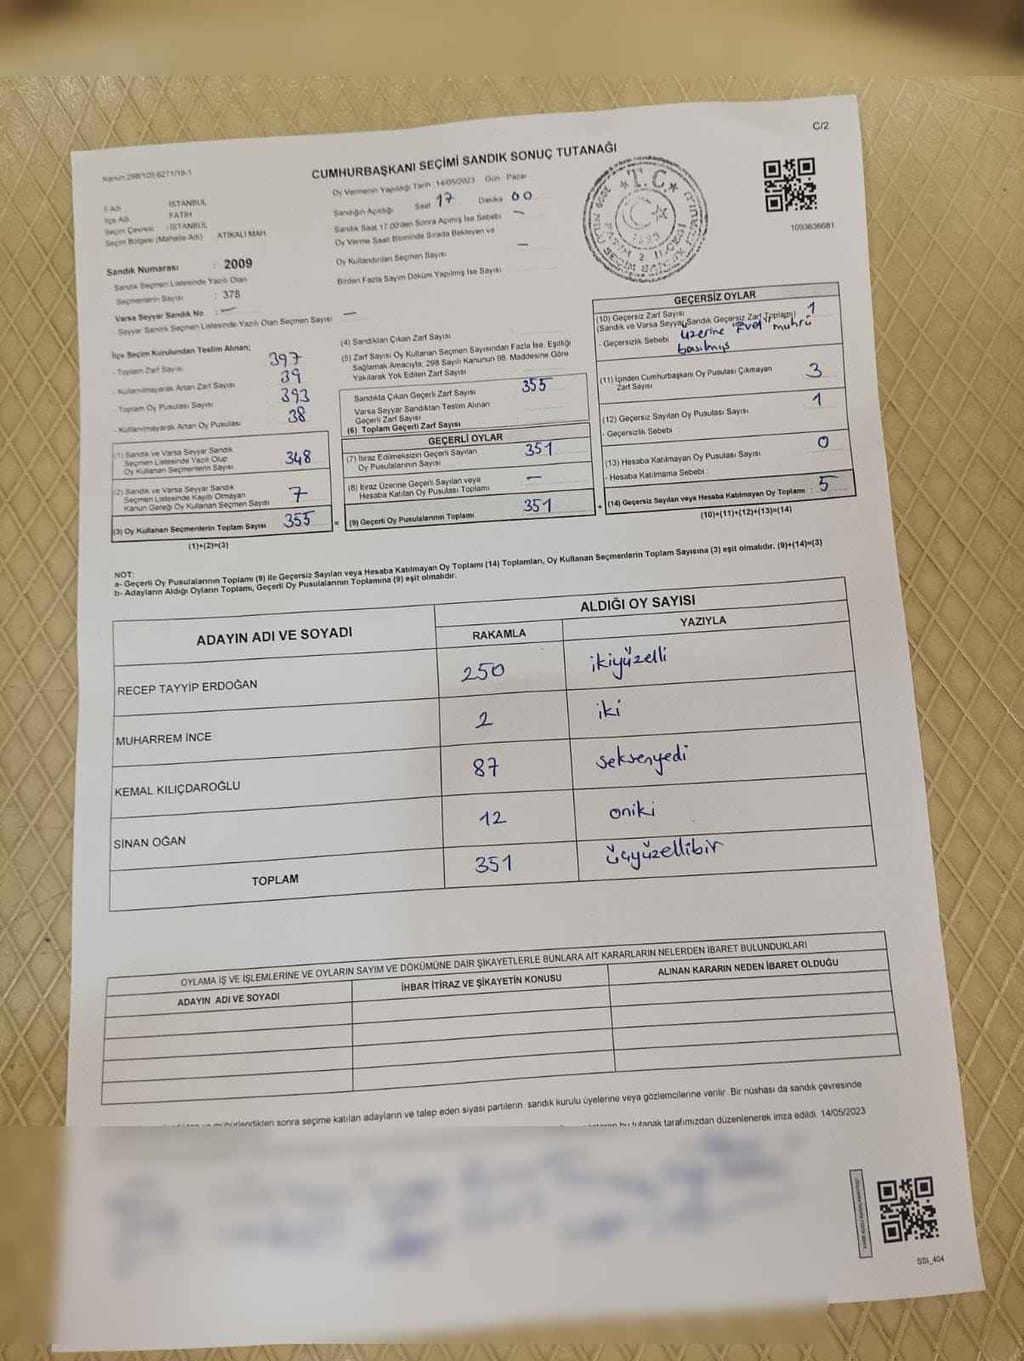 C/2
CUMHURBAŞKANI SEÇİMİ SANDIK SONUÇ TUTANAĞI
Oy Vermenin Yapıldığı Tarih 14/05/2023 Gün Pazar
Sandığın Açıldığı Saat 17 Dakika 00
Sandık Saat 17:00'den Sonra Açmış İse Sebebi —
Oy Verme Saati Bitiminde Sırada Bekleyen ve
Oy Kullandırılan Seçmen Sayısı —
Birden Fazla Sayım Döküm Yapılmış İse Sayısı
İl Adı : İSTANBUL
İlçe Adı : FATİH
Seçim Çevresi : İSTANBUL
Seçim Bölgesi (Mahalle Adı) ATİKALİ MAH
Sandık Numarası : 2009
- Sandık Seçmen Listesinde Yazılı Olan
Seçmenlerin Sayısı : 378
Varsa Seyyar Sandık No : —
- Seyyar Sandık Seçmen Listesinde Yazılı Olan Seçmen Sayısı : —
T.C.
1093636681
İlçe Seçim Kurulundan Teslim Alınan;
- Toplam Zarf Sayısı 397
- Kullanılmayarak Artan Zarf Sayısı 39
- Toplam Oy Pusulası Sayısı 393
- Kullanılmayarak Artan Oy Pusulası 38
(1) Sandık ve Varsa Seyyar Sandık
Seçmen Listesinde Yazılı Olup
Oy Kullanan Seçmenlerin Sayısı 348
(2) Sandık ve Varsa Seyyar Sandık
Seçmen Listesinde Kayıtlı Olmayan
Kanun Gereği Oy Kullanan Seçmen Sayısı 7
(3) Oy Kullanan Seçmenlerin Toplam Sayısı 355
(1)+(2)=(3)
(4) Sandıktan Çıkan Zarf Sayısı
(5) Zarf Sayısı Oy Kullanan Seçmen Sayısından Fazla İse, Eşitliği
Sağlamak Amacıyla; 298 Sayılı Kanunun 98. Maddesine Göre
Yakılarak Yok Edilen Zarf Sayısı
Sandıkta Çıkan Geçerli Zarf Sayısı 355
Varsa Seyyar Sandıktan Teslim Alınan
Geçerli Zarf Sayısı
(6) Toplam Geçerli Zarf Sayısı
GEÇERLİ OYLAR
(7) İtiraz Edilmeksizin Geçerli Sayılan
Oy Pusulalarının Sayısı 351
(8) İtiraz Üzerine Geçerli Sayılan veya
Hesaba Katılan Oy Pusulası Toplamı —
= (9) Geçerli Oy Pusulalarının Toplamı 351
GEÇERSİZ OYLAR
(10) Geçersiz Zarf Sayısı 1
(Sandık ve Varsa Seyyar Sandık Geçersiz Zarf Toplamı)
- Geçersizlik Sebebi üzerine "Evet" mührü
basılmış
(11) İçinden Cumhurbaşkanı Oy Pusulası Çıkmayan
Zarf Sayısı 3
(12) Geçersiz Sayılan Oy Pusulası Sayısı 1
- Geçersizlik Sebebi
(13) Hesaba Katılmayan Oy Pusulası Sayısı 0
- Hesaba Katılmama Sebebi :
+ (14) Geçersiz Sayılan veya Hesaba Katılmayan Oy Toplamı : 5
(10)+(11)+(12)+(13)=(14)
NOT:
a- Geçerli Oy Pusulalarının Toplamı (9) ile Geçersiz Sayılan veya Hesaba Katılmayan Oy Toplamı (14) Toplamları, Oy Kullanan Seçmenlerin Toplam Sayısına (3) eşit olmalıdır. (9)+(14)=(3)
b- Adayların Aldığı Oyların Toplamı, Geçerli Oy Pusulalarının Toplamına (9) eşit olmalıdır.
ADAYIN ADI VE SOYADI
ALDIĞI OY SAYISI
RAKAMLA YAZIYLA
RECEP TAYYİP ERDOĞAN 250 ikiyüzelli
MUHARREM İNCE 2 iki
KEMAL KILIÇDAROĞLU 87 seksenyedi
SİNAN OĞAN 12 oniki
TOPLAM 351 üçyüzellibir
OYLAMA İŞ VE İŞLEMLERİNE VE OYLARIN SAYIM VE DÖKÜMÜNE DAİR ŞİKAYETLERLE BUNLARA AİT KARARLARIN NELERDEN İBARET BULUNDUKLARI
ADAYIN ADI VE SOYADI İHBAR İTİRAZ VE ŞİKAYETİN KONUSU ALINAN KARARIN NEDEN İBARET OLDUĞU
sonra seçime katılan adayların ve talep eden siyasi partilerin sandık kurulu üyelerine veya gözlemcilerine verilir. Bir nüshası da sandık çevresinde
bu tutanak tarafımızdan düzenlenerek imza edildi. 14/05/2023
SSI_404